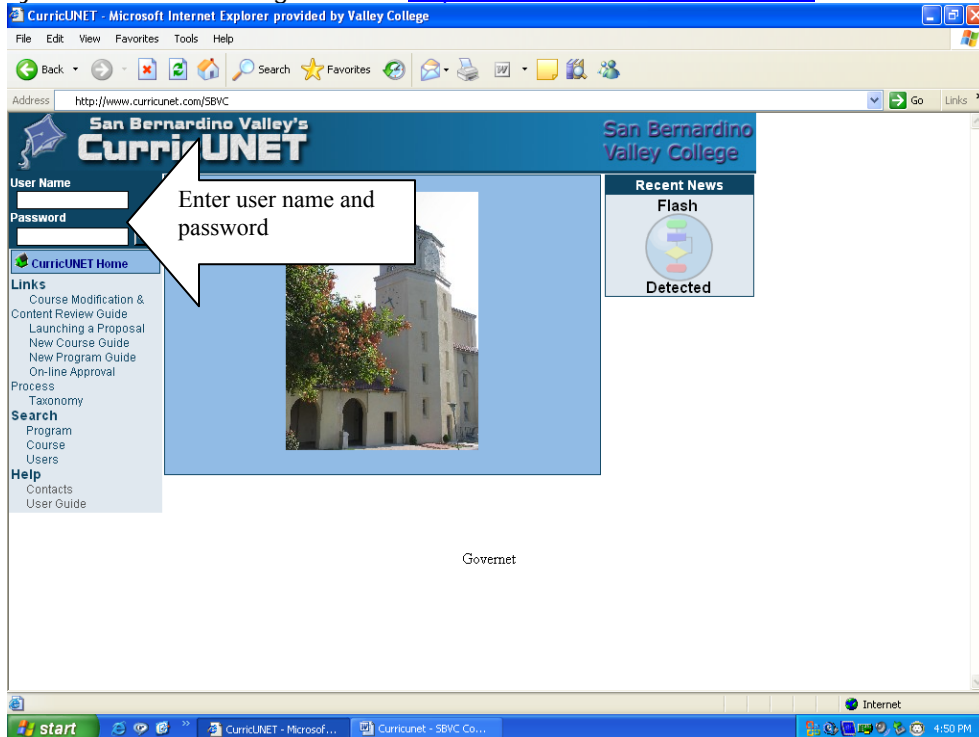 CurricUNET - Microsoft Internet Explorer provided by Valley College
File Edit View Favorites Tools Help
Back Search Favorites
Address http://www.curricunet.com/SBVC Go Links
San Bernardino Valley's
CurricUNET
San Bernardino
Valley College
User Name
Password
Enter user name and
password
CurricUNET Home
Links
Course Modification &
Content Review Guide
Launching a Proposal
New Course Guide
New Program Guide
On-line Approval
Process
Taxonomy
Search
Program
Course
Users
Help
Contacts
User Guide
Recent News
Flash
Detected
Governet
Internet
start CurricUNET - Microsof... Curricunet - SBVC Co... 4:50 PM